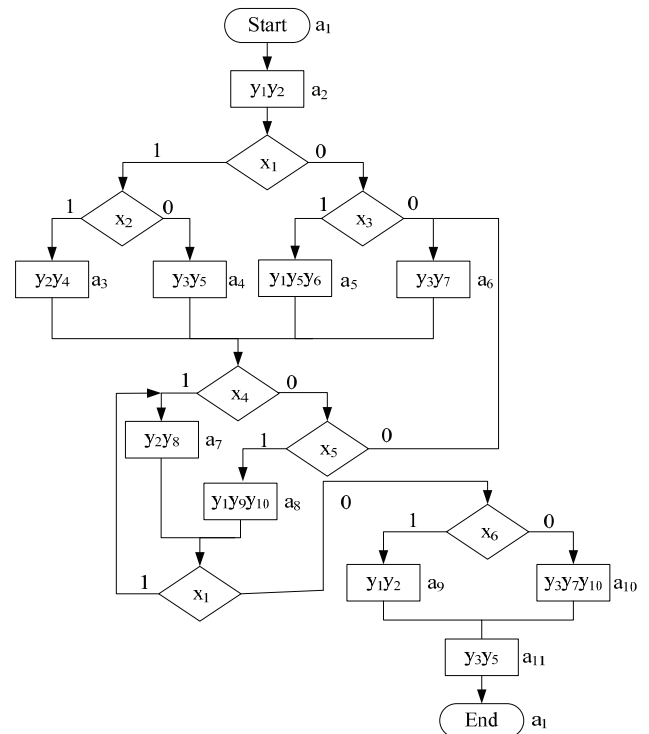 Start a₁
y₁y₂ a₂
1 x₁ 0
1 x₂ 0 1 x₃ 0
y₂y₄ a₃ y₃y₅ a₄ y₁y₅y₆ a₅ y₃y₇ a₆
1 x₄ 0
y₂y₈ a₇ 1 x₅ 0
y₁y₉y₁₀ a₈ 0
1 x₆ 0
1 x₁
y₁y₂ a₉ y₃y₇y₁₀ a₁₀
y₃y₅ a₁₁
End a₁